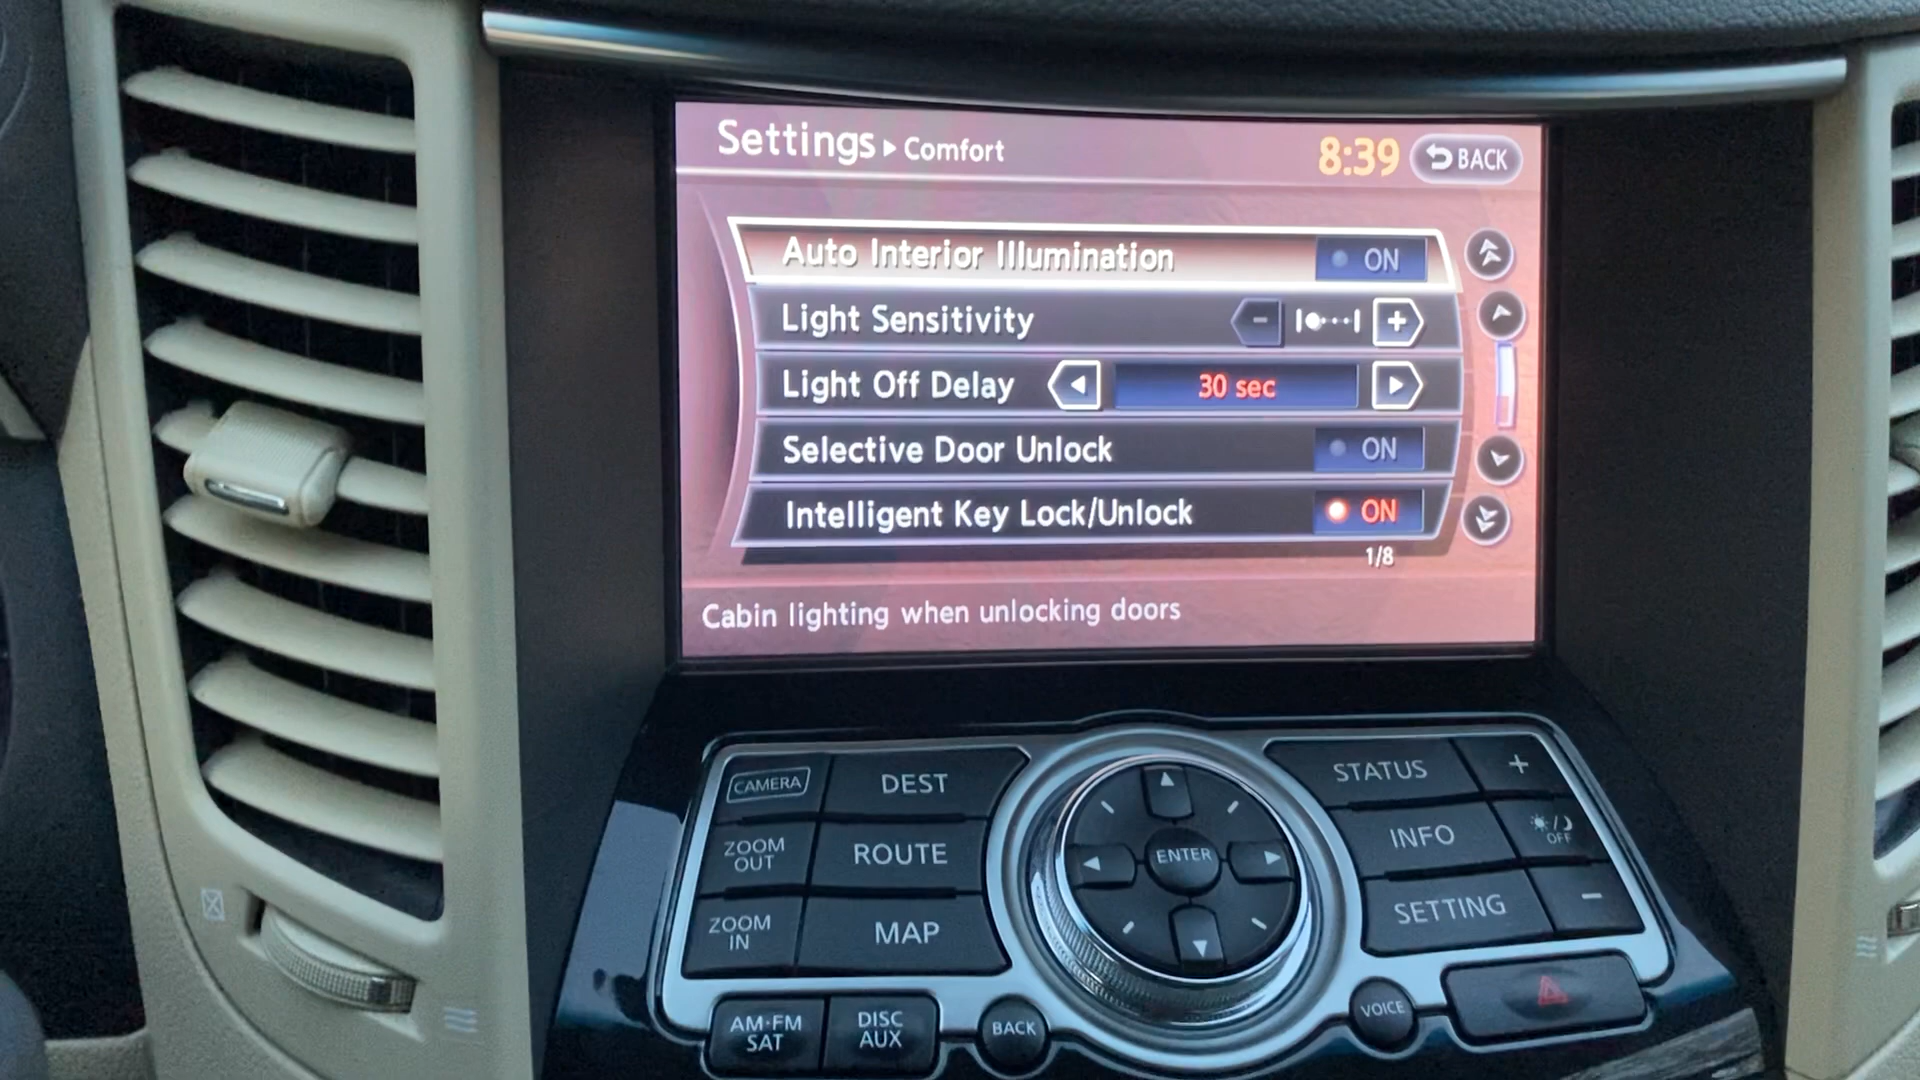 Settings ▶ Comfort 8:39 BACK
Auto Interior Illumination ON
Light Sensitivity - +
Light Off Delay 30 sec
Selective Door Unlock ON
Intelligent Key Lock/Unlock ON
1/8
Cabin lighting when unlocking doors
CAMERA
DEST
ZOOM
OUT
ROUTE
ZOOM
IN
MAP
ENTER
STATUS
+
INFO
OFF
SETTING
-
AM·FM
SAT
DISC
AUX
BACK
VOICE